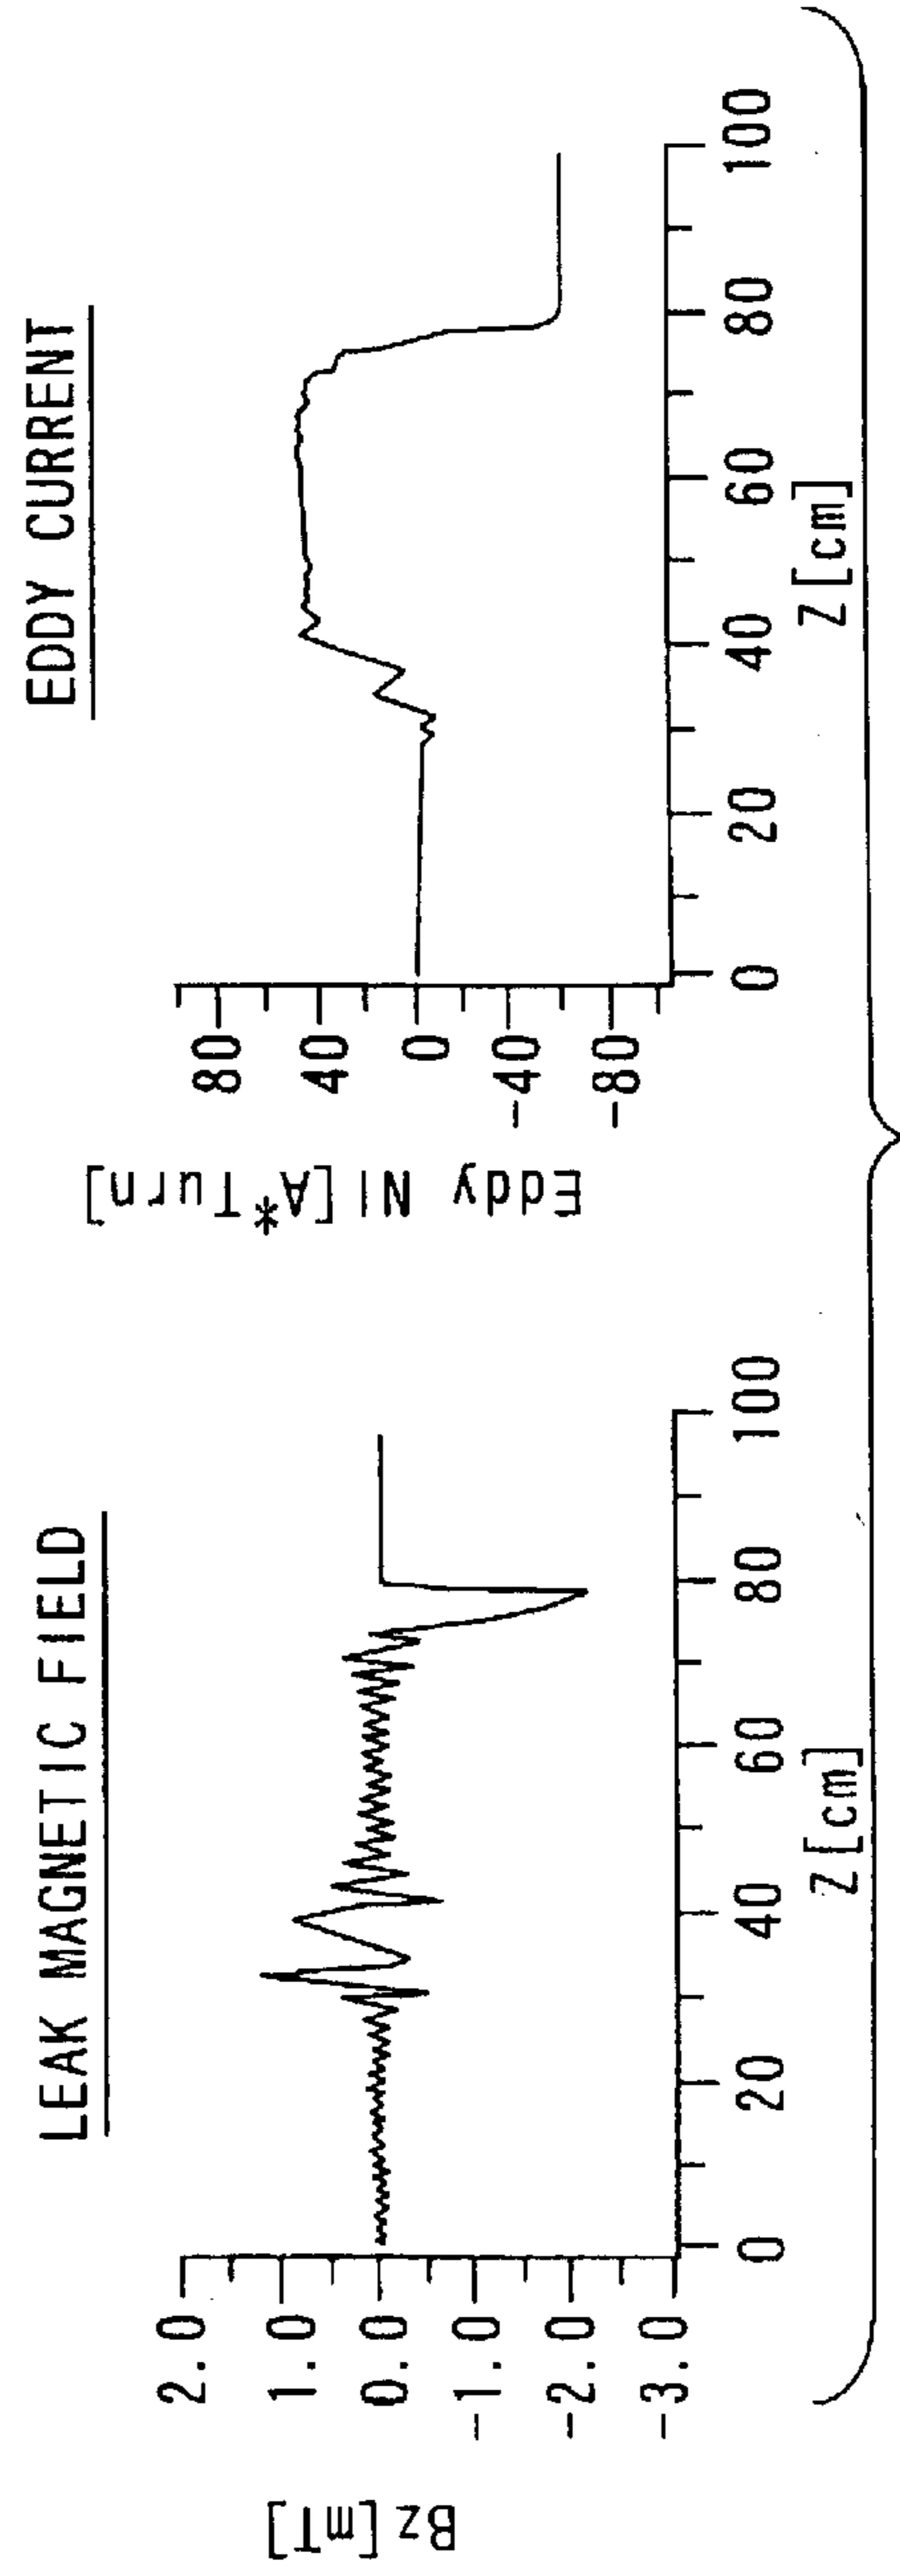 LEAK MAGNETIC FIELD
Bz [mT]
2.0
1.0
0.0
-1.0
-2.0
-3.0
0 20 40 60 80 100
Z [cm]
EDDY CURRENT
Eddy NI [A*Turn]
80
40
0
-40
-80
0 20 40 60 80 100
Z [cm]